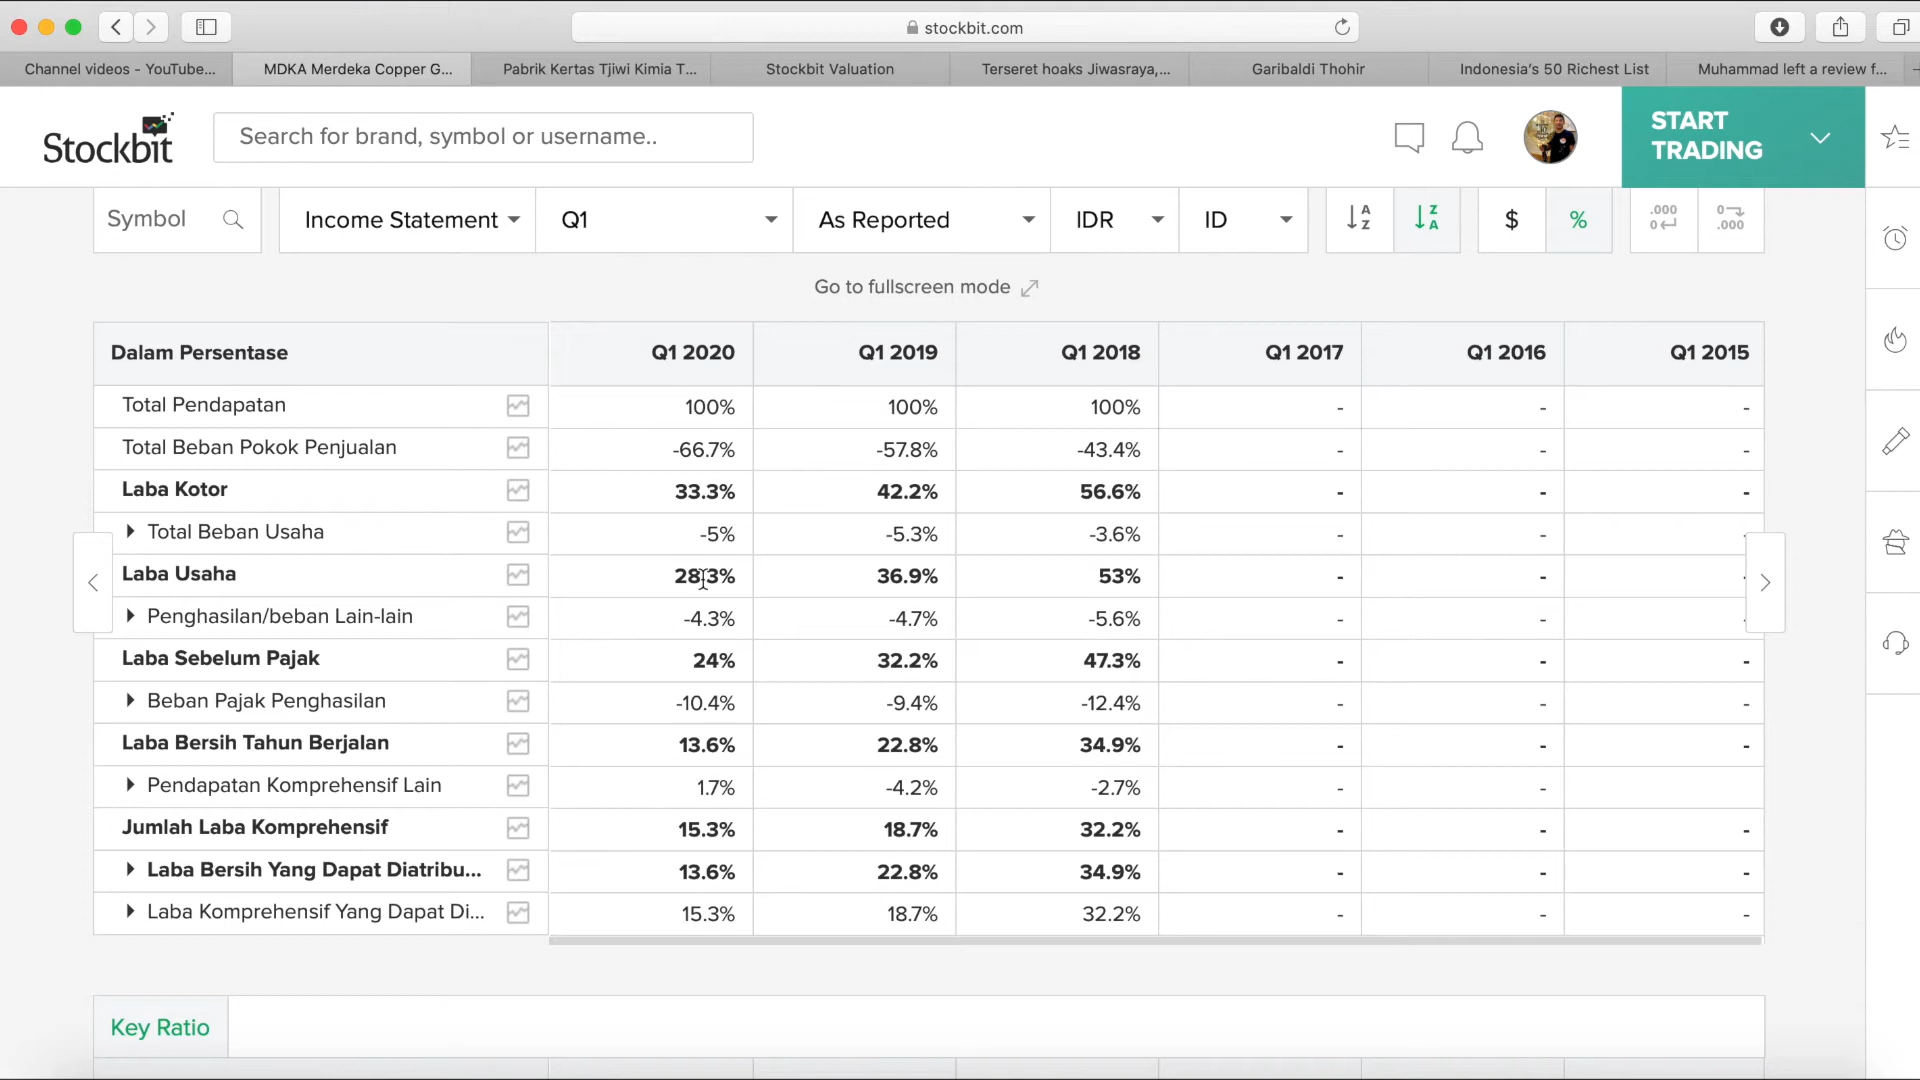 stockbit.com
Channel videos - YouTube...
MDKA Merdeka Copper G...
Pabrik Kertas Tjiwi Kimia T...
Stockbit Valuation
Terseret hoaks Jiwasraya,...
Garibaldi Thohir
Indonesia's 50 Richest List
Muhammad left a review f...
Stockbit
Search for brand, symbol or username..
START
TRADING
Symbol
Income Statement
Q1
As Reported
IDR
ID
A
Z
Z
A
$
%
.000
0
0
.000
Go to fullscreen mode
Dalam Persentase Q1 2020 Q1 2019 Q1 2018 Q1 2017 Q1 2016 Q1 2015
Total Pendapatan 100% 100% 100% - - -
Total Beban Pokok Penjualan -66.7% -57.8% -43.4% - - -
Laba Kotor 33.3% 42.2% 56.6% - - -
Total Beban Usaha -5% -5.3% -3.6% - - -
Laba Usaha 28.3% 36.9% 53% - - -
Penghasilan/beban Lain-lain -4.3% -4.7% -5.6% - - -
Laba Sebelum Pajak 24% 32.2% 47.3% - - -
Beban Pajak Penghasilan -10.4% -9.4% -12.4% - - -
Laba Bersih Tahun Berjalan 13.6% 22.8% 34.9% - - -
Pendapatan Komprehensif Lain 1.7% -4.2% -2.7% - - -
Jumlah Laba Komprehensif 15.3% 18.7% 32.2% - - -
Laba Bersih Yang Dapat Diatribu... 13.6% 22.8% 34.9% - - -
Laba Komprehensif Yang Dapat Di... 15.3% 18.7% 32.2% - - -
Key Ratio